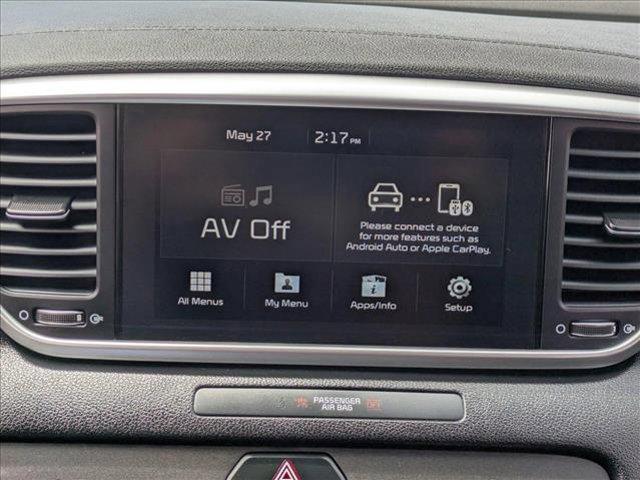 May 27 2:17 PM
AV Off
Please connect a device
for more features such as
Android Auto or Apple CarPlay.
All Menus My Menu Apps/Info Setup
PASSENGER
AIR BAG OFF